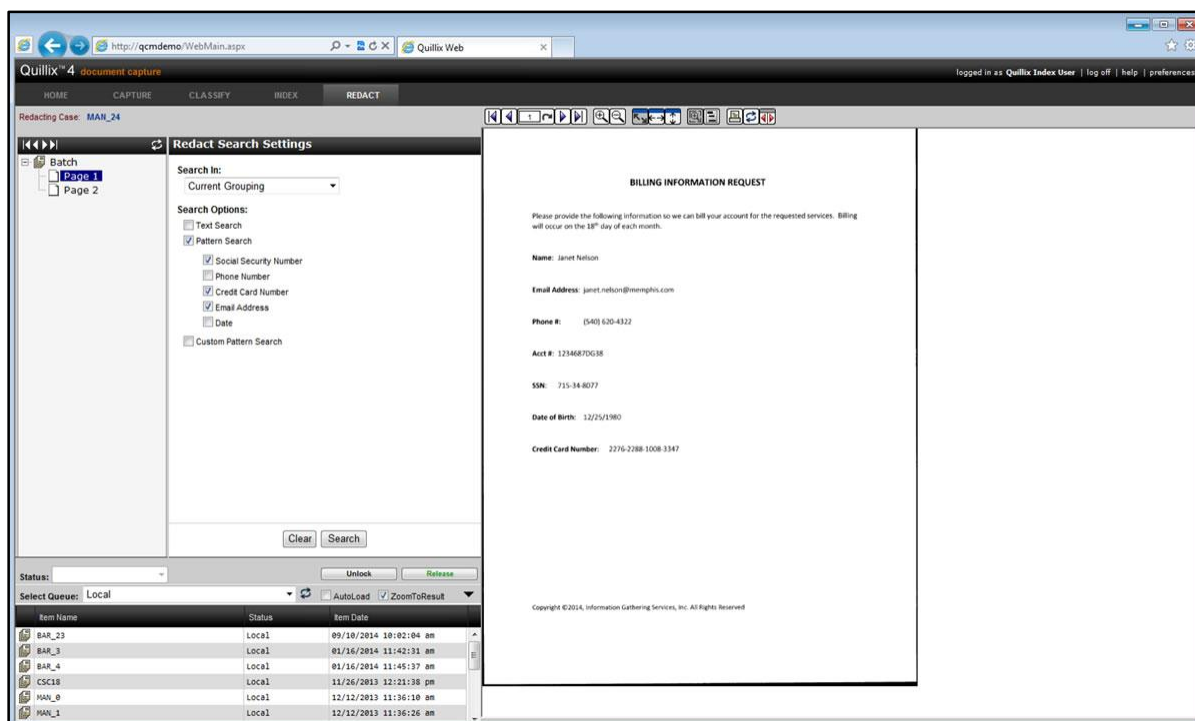 http://qcmdemo/WebMain.aspx
Quillix Web
Quillix™4 document capture
logged in as Quillix Index User | log off | help | preferences
HOME CAPTURE CLASSIFY INDEX REDACT
Redacting Case: MAN_24
1
Batch
Page 1
Page 2
Redact Search Settings
Search In:
Current Grouping
Search Options:
Text Search
Pattern Search
Social Security Number
Phone Number
Credit Card Number
Email Address
Date
Custom Pattern Search
Clear Search
Status:
Unlock Release
Select Queue: Local
AutoLoad ZoomToResult
Item Name Status Item Date
BAR_23 Local 09/10/2014 10:02:04 am
BAR_3 Local 01/16/2014 11:42:31 am
BAR_4 Local 01/16/2014 11:45:37 am
CSC18 Local 11/26/2013 12:21:38 pm
MAN_0 Local 12/12/2013 11:36:10 am
MAN_1 Local 12/12/2013 11:36:26 am
BILLING INFORMATION REQUEST
Please provide the following information so we can bill your account for the requested services. Billing
will occur on the 18th day of each month.
Name: Janet Nelson
Email Address: janet.nelson@memphis.com
Phone #: (540) 620-4322
Acct #: 1234687DG38
SSN: 715-34-8077
Date of Birth: 12/25/1980
Credit Card Number: 2276-2288-1008-3347
Copyright ©2014, Information Gathering Services, Inc. All Rights Reserved